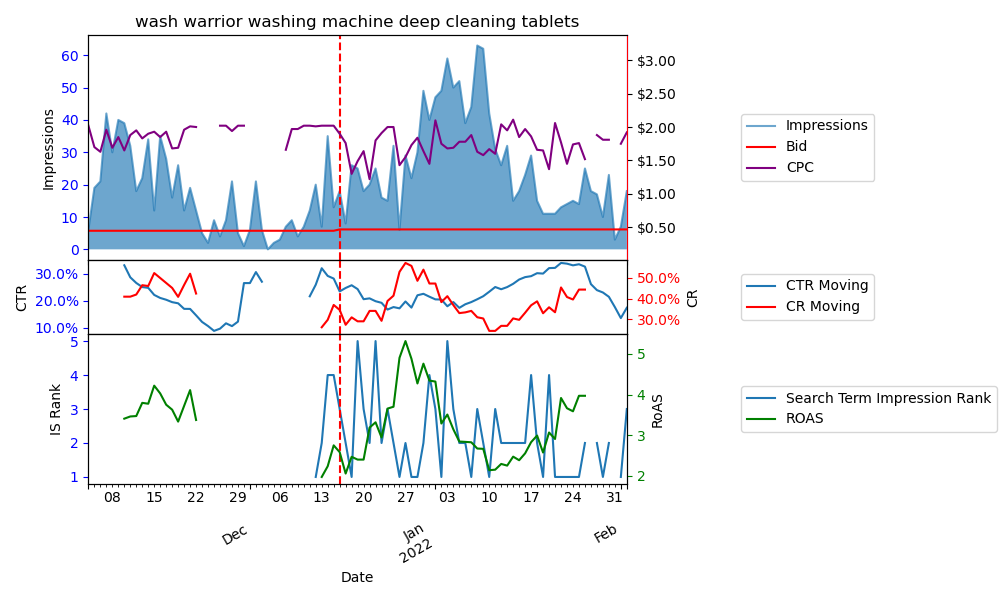 wash warrior washing machine deep cleaning tablets
Impressions
60
50
40
30
20
10
0
$3.00
$2.50
$2.00
$1.50
$1.00
$0.50
Impressions
Bid
CPC
CTR
30.0%
20.0%
10.0%
50.0%
40.0%
30.0%
CR
CTR Moving
CR Moving
IS Rank
5
4
3
2
1
5
4
3
2
RoAS
Search Term Impression Rank
ROAS
08 15 22 29 06 13 20 27 03 10 17 24 31
Dec Jan Feb
2022
Date